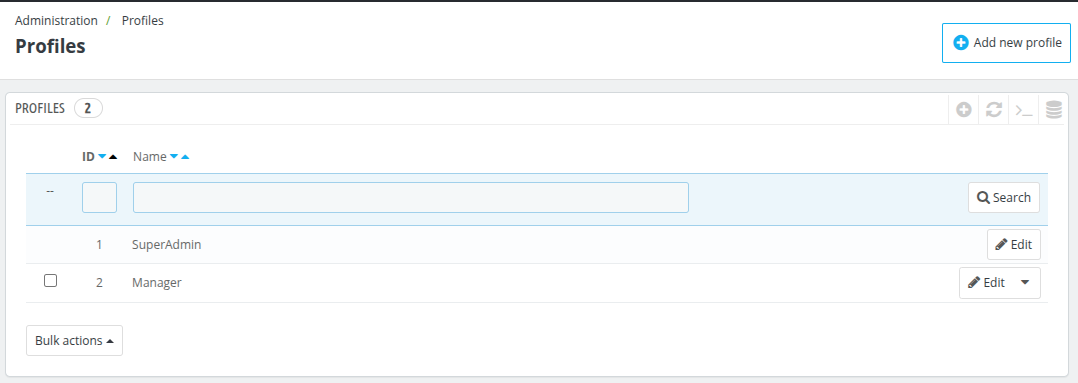 Administration / Profiles
Profiles
Add new profile
PROFILES 2
ID Name
-- Search
1 SuperAdmin Edit
2 Manager Edit
Bulk actions